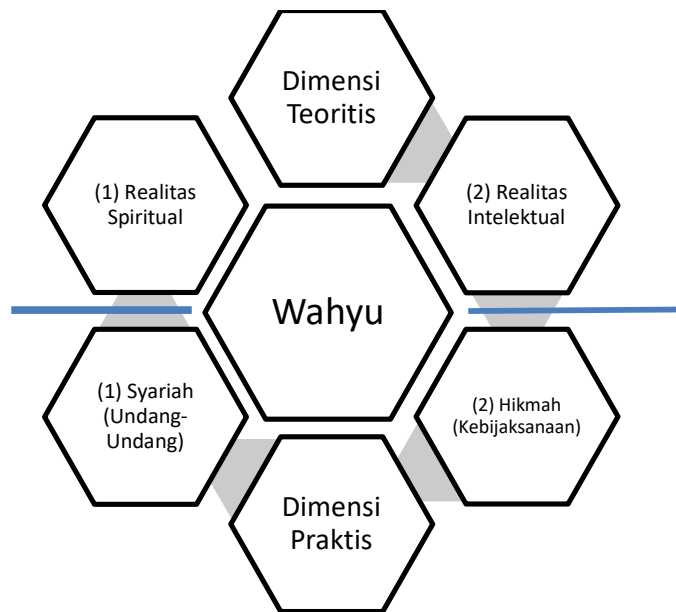 Dimensi
Teoritis
(1) Realitas
Spiritual
(2) Realitas
Intelektual
Wahyu
(1) Syariah
(Undang-
Undang)
(2) Hikmah
(Kebijaksanaan)
Dimensi
Praktis